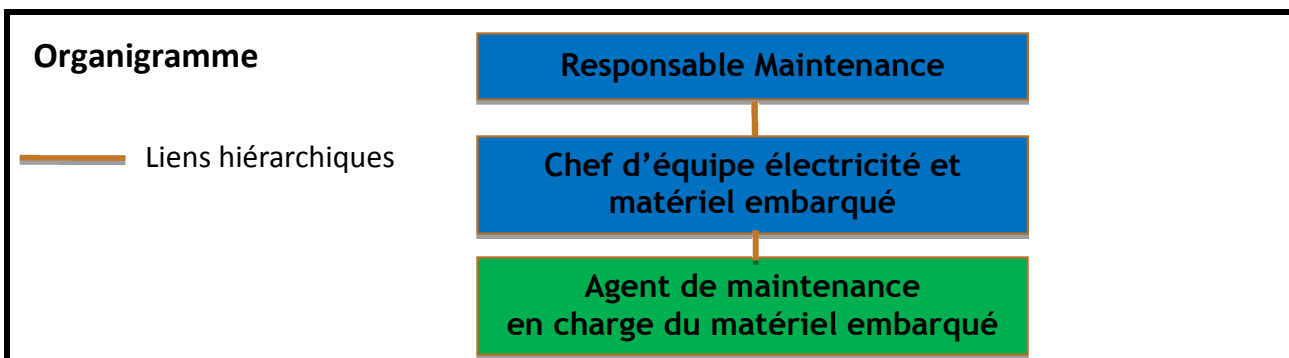 Organigramme
Responsable Maintenance
Liens hiérarchiques
Chef d’équipe électricité et
matériel embarqué
Agent de maintenance
en charge du matériel embarqué